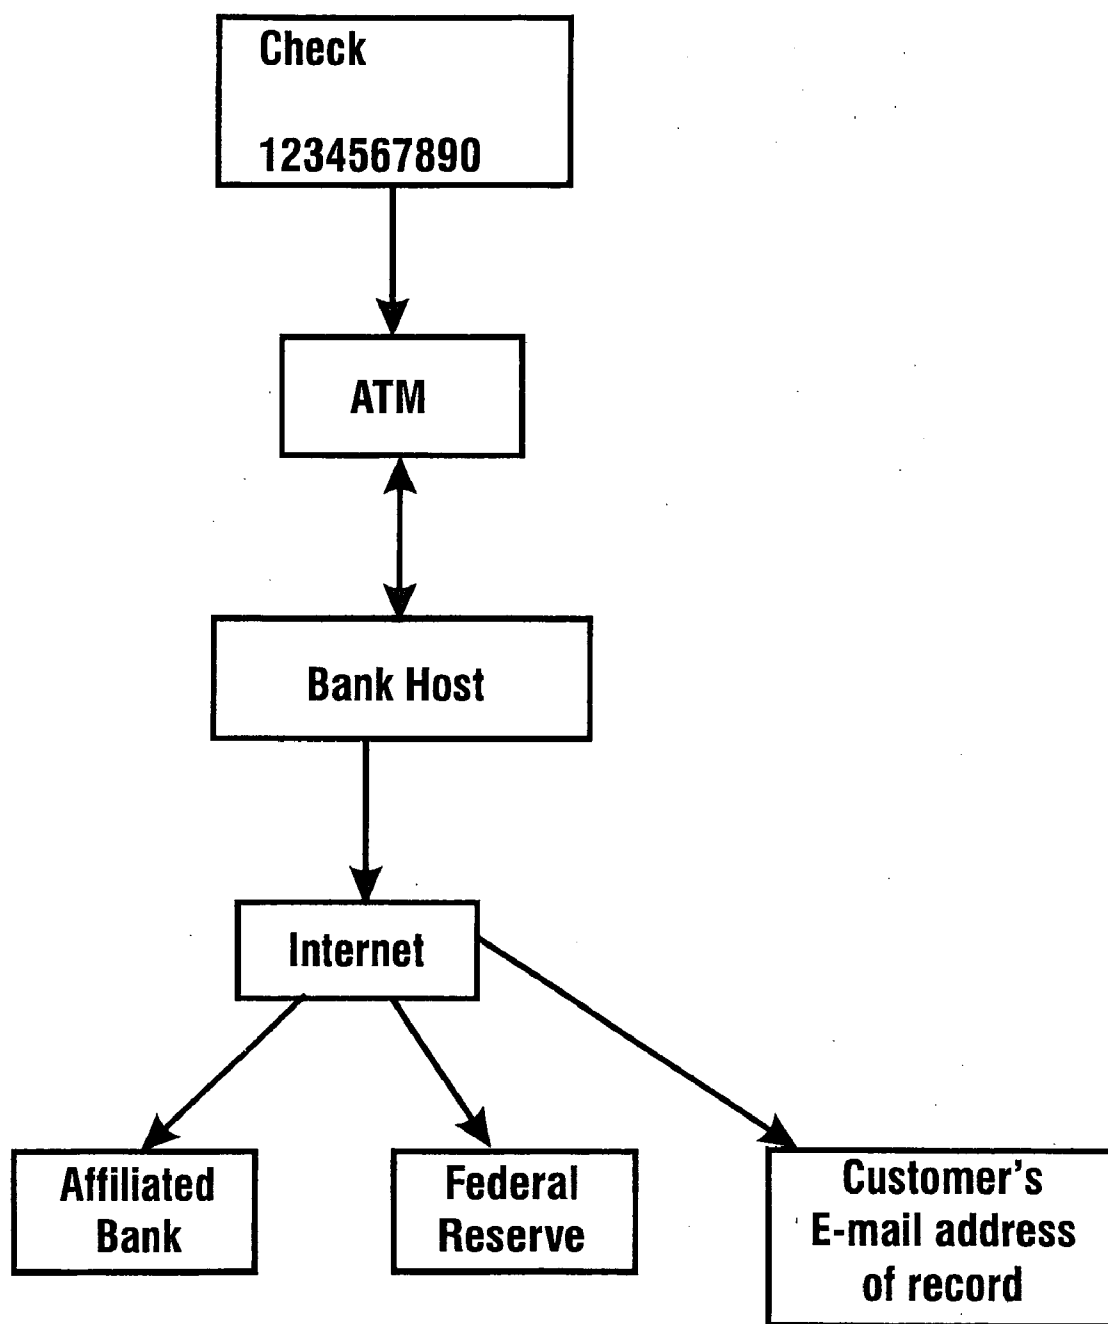 Check
1234567890
ATM
Bank Host
Internet
Affiliated
Bank
Federal
Reserve
Customer's
E-mail address
of record